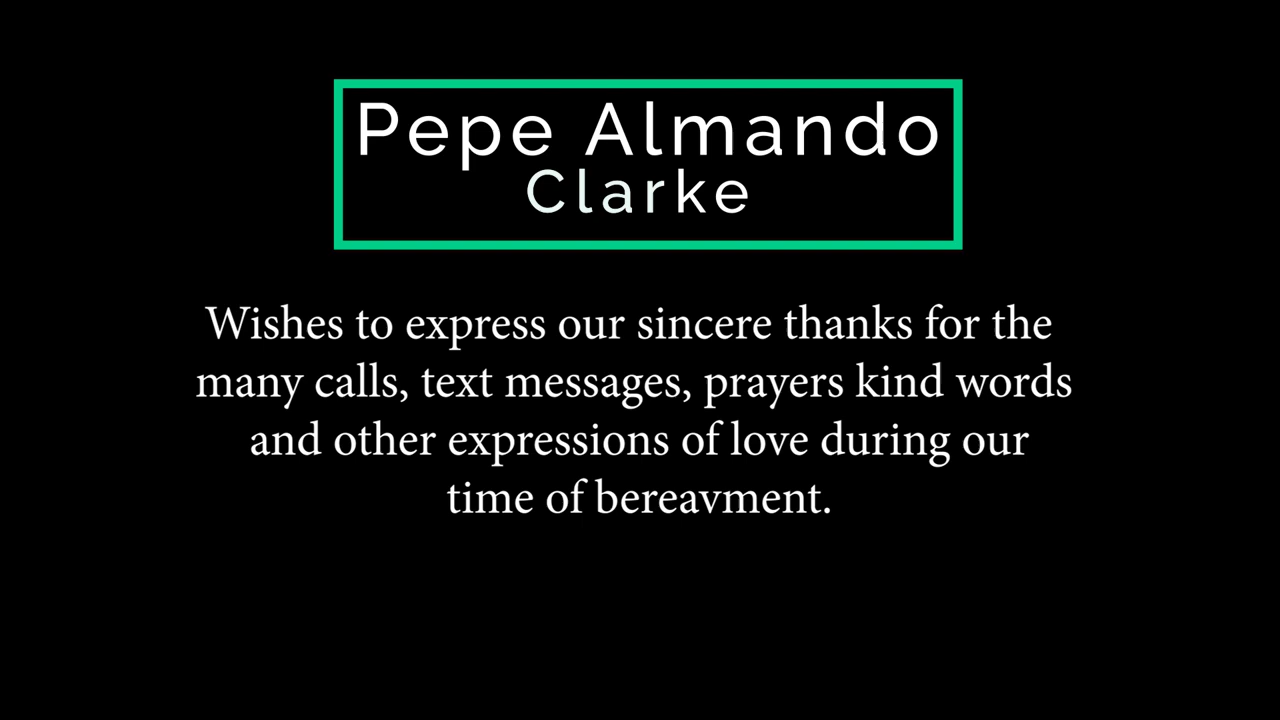 Pepe Almando
Clarke
Wishes to express our sincere thanks for the
many calls, text messages, prayers kind words
and other expressions of love during our
time of bereavment.